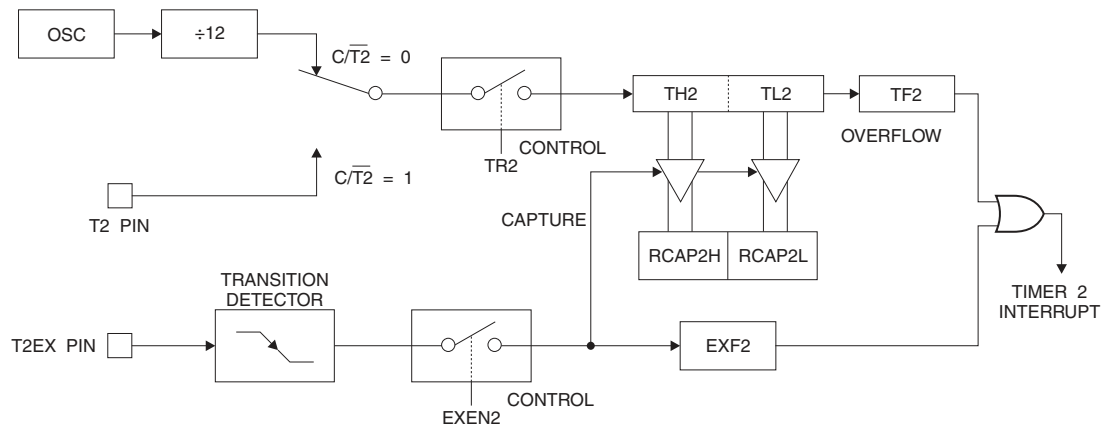 OSC
÷12
C/T2̅ = 0
TH2
TL2
TF2
OVERFLOW
CONTROL
TR2
C/T2̅ = 1
T2 PIN
CAPTURE
RCAP2H
RCAP2L
TRANSITION
DETECTOR
TIMER 2
INTERRUPT
T2EX PIN
EXF2
CONTROL
EXEN2